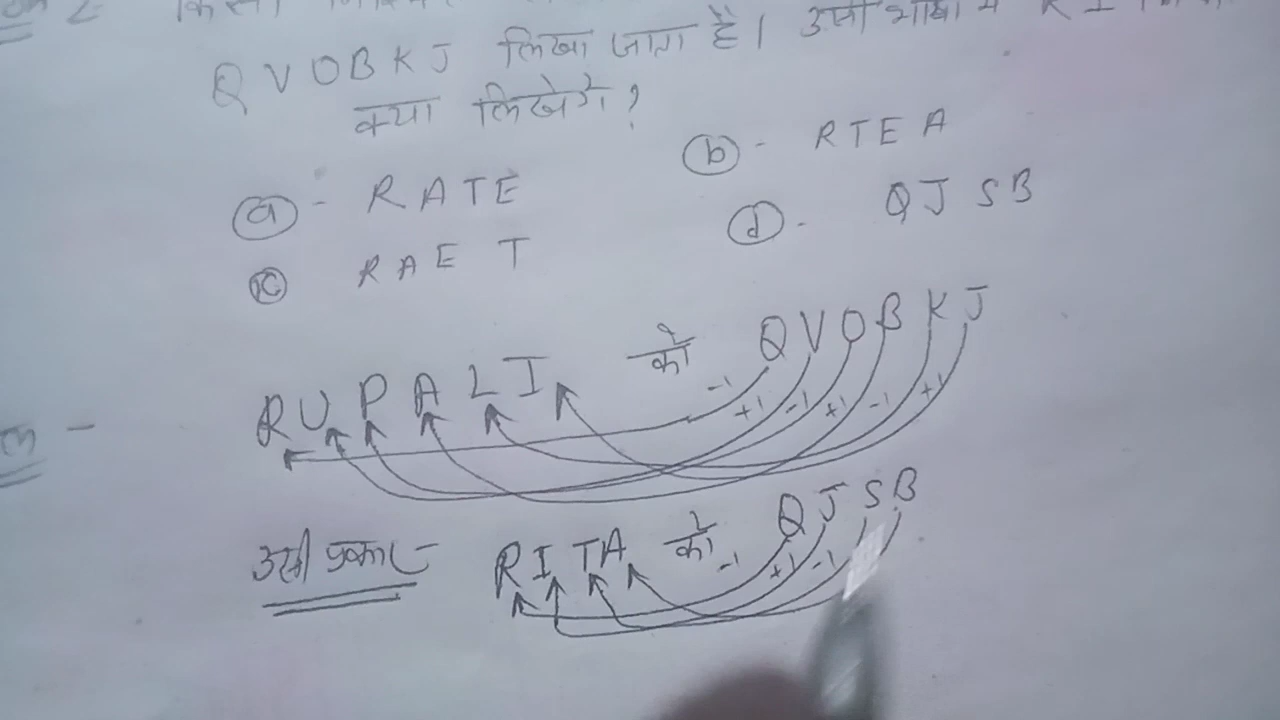 QVOBKJ लिखा जाता है। उसी भाषा में
क्या लिखेंगे?
(a) - RATE (b) - RTEA
(c) RAET (d) - QJSB
RUPALI को QVOBKJ
-1 +1 -1 +1 -1 +1
ल -
उसी प्रकार - RITA को QJSB
-1 +1 -1